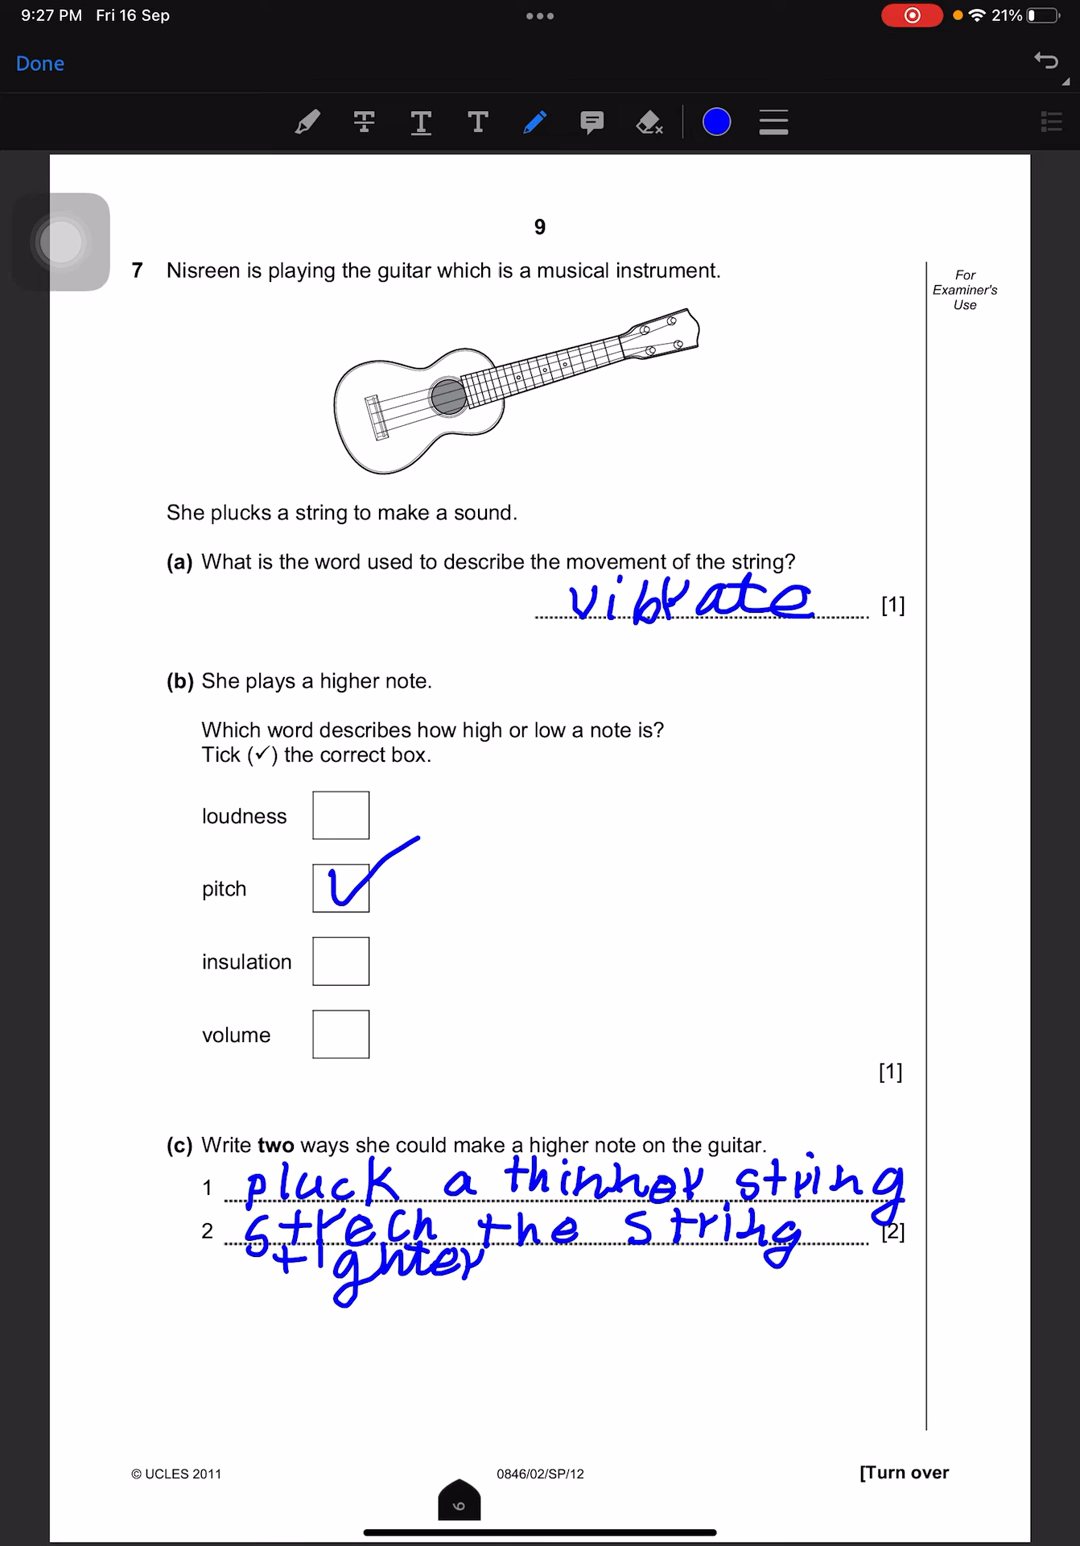 9:27 PM Fri 16 Sep
21%
Done
9
7 Nisreen is playing the guitar which is a musical instrument.
For
Examiner's
Use
She plucks a string to make a sound.
(a) What is the word used to describe the movement of the string?
vibrate [1]
(b) She plays a higher note.
Which word describes how high or low a note is?
Tick (✓) the correct box.
loudness
pitch ✓
insulation
volume
[1]
(c) Write two ways she could make a higher note on the guitar.
1 pluck a thinner string
2 strech the string [2]
tighter
© UCLES 2011 0846/02/SP/12 [Turn over
9